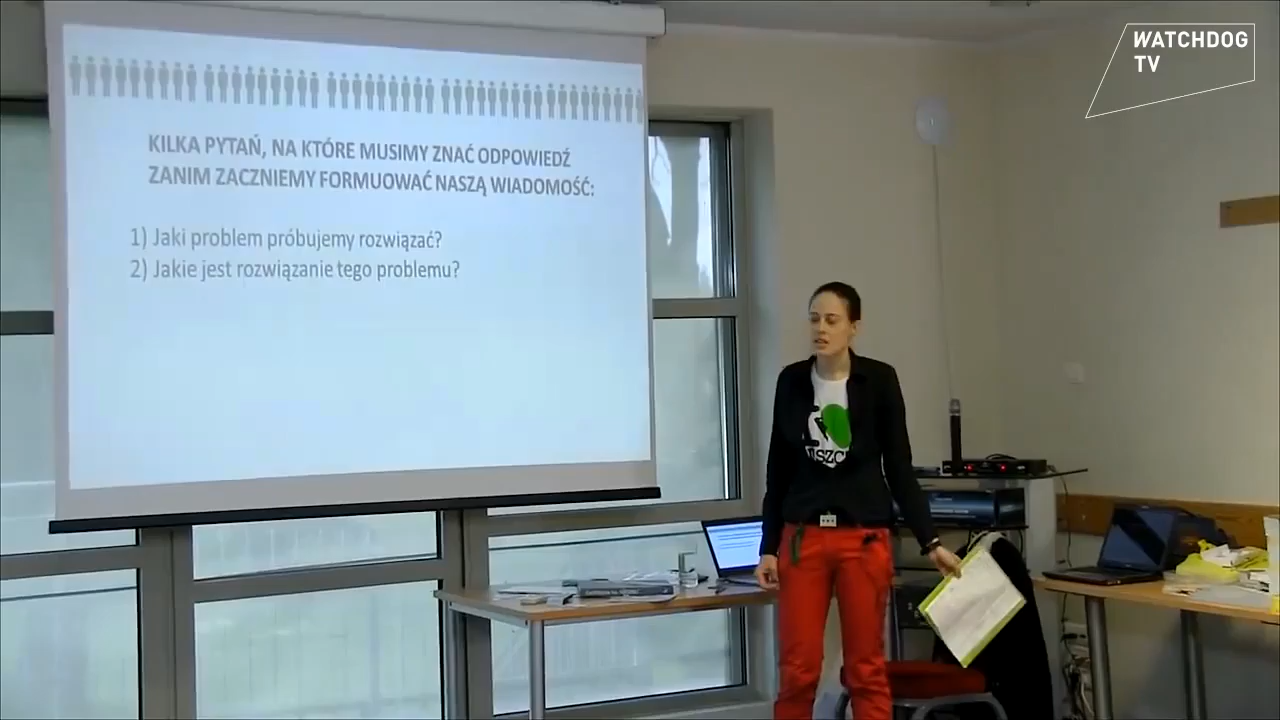 WATCHDOG
TV
KILKA PYTAŃ, NA KTÓRE MUSIMY ZNAĆ ODPOWIEDŹ
ZANIM ZACZNIEMY FORMUOWAĆ NASZĄ WIADOMOŚĆ:
1) Jaki problem próbujemy rozwiązać?
2) Jakie jest rozwiązanie tego problemu?